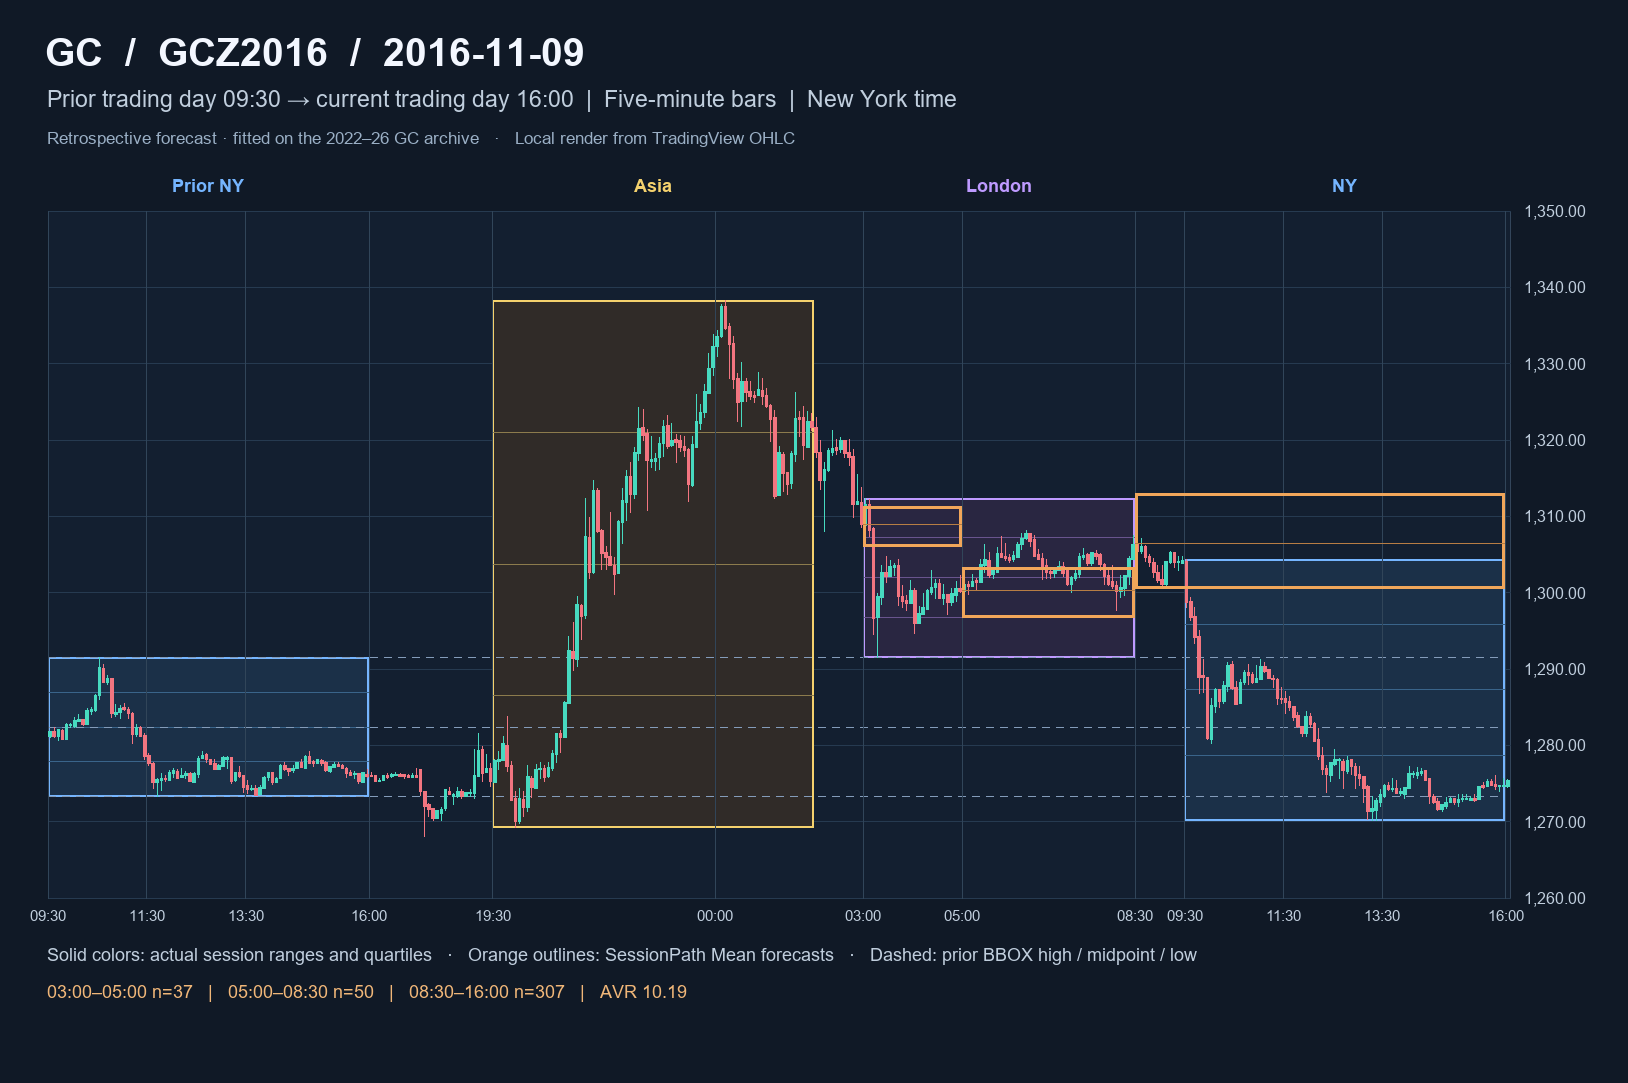 GC / GCZ2016 / 2016-11-09
Prior trading day 09:30 → current trading day 16:00 | Five-minute bars | New York time
Retrospective forecast · fitted on the 2022–26 GC archive · Local render from TradingView OHLC
Prior NY Asia London NY
1,350.00
1,340.00
1,330.00
1,320.00
1,310.00
1,300.00
1,290.00
1,280.00
1,270.00
1,260.00
09:30 11:30 13:30 16:00 19:30 00:00 03:00 05:00 08:30 09:30 11:30 13:30 16:00
Solid colors: actual session ranges and quartiles · Orange outlines: SessionPath Mean forecasts · Dashed: prior BBOX high / midpoint / low
03:00–05:00 n=37 | 05:00–08:30 n=50 | 08:30–16:00 n=307 | AVR 10.19